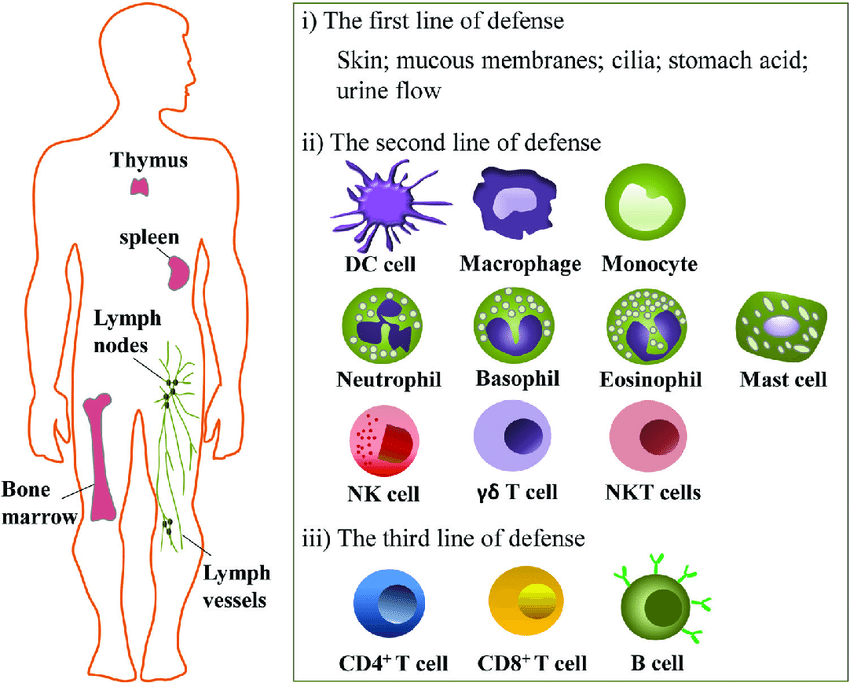 Thymus
spleen
Lymph
nodes
Bone
marrow
Lymph
vessels
i) The first line of defense
Skin; mucous membranes; cilia; stomach acid;
urine flow
ii) The second line of defense
DC cell Macrophage Monocyte
Neutrophil Basophil Eosinophil Mast cell
NK cell γδ T cell NKT cells
iii) The third line of defense
CD4⁺ T cell CD8⁺ T cell B cell